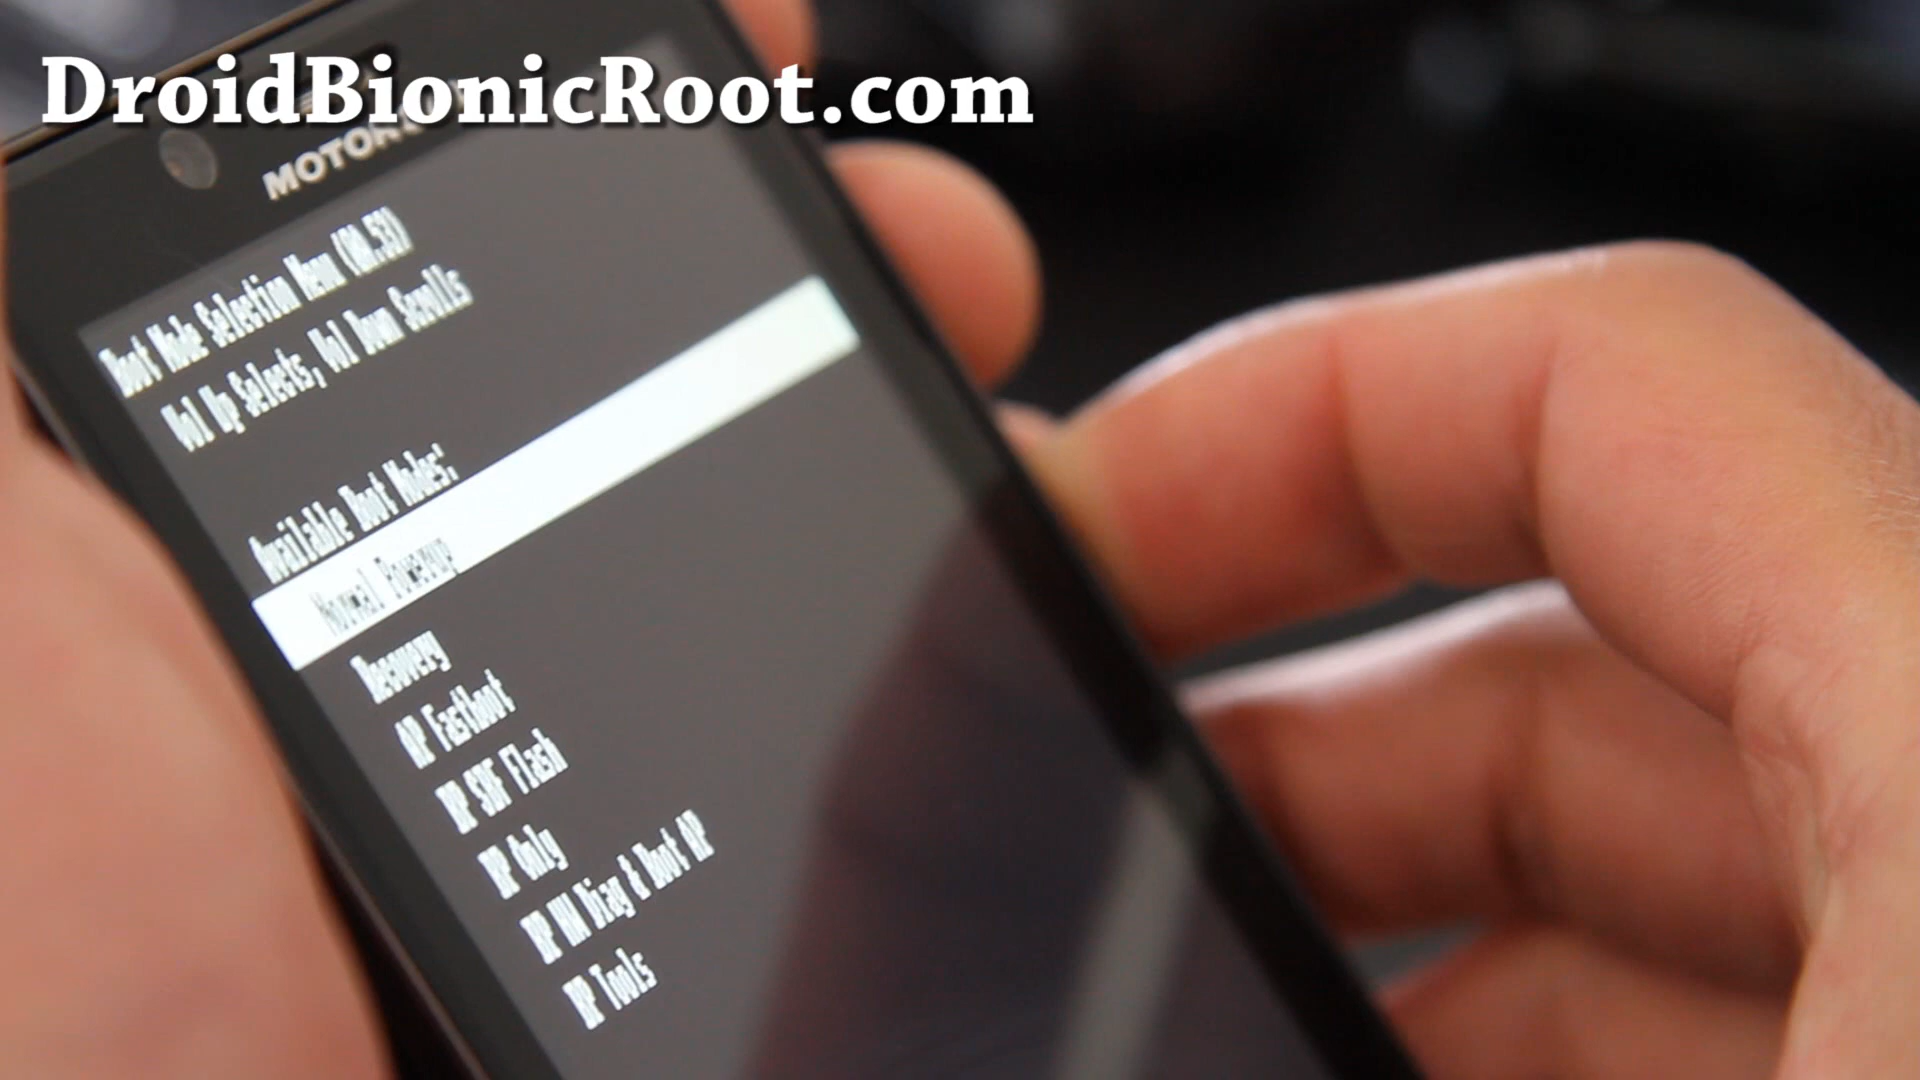 DroidBionicRoot.com
Boot Mode Selection Menu (0A.53)
Vol Up Selects, Vol Down Scrolls
Available Boot Modes:
Normal Powerup
Recovery
AP Fastboot
BP SBF Flash
BP Only
BP HW Diag & Boot AP
BP Tools